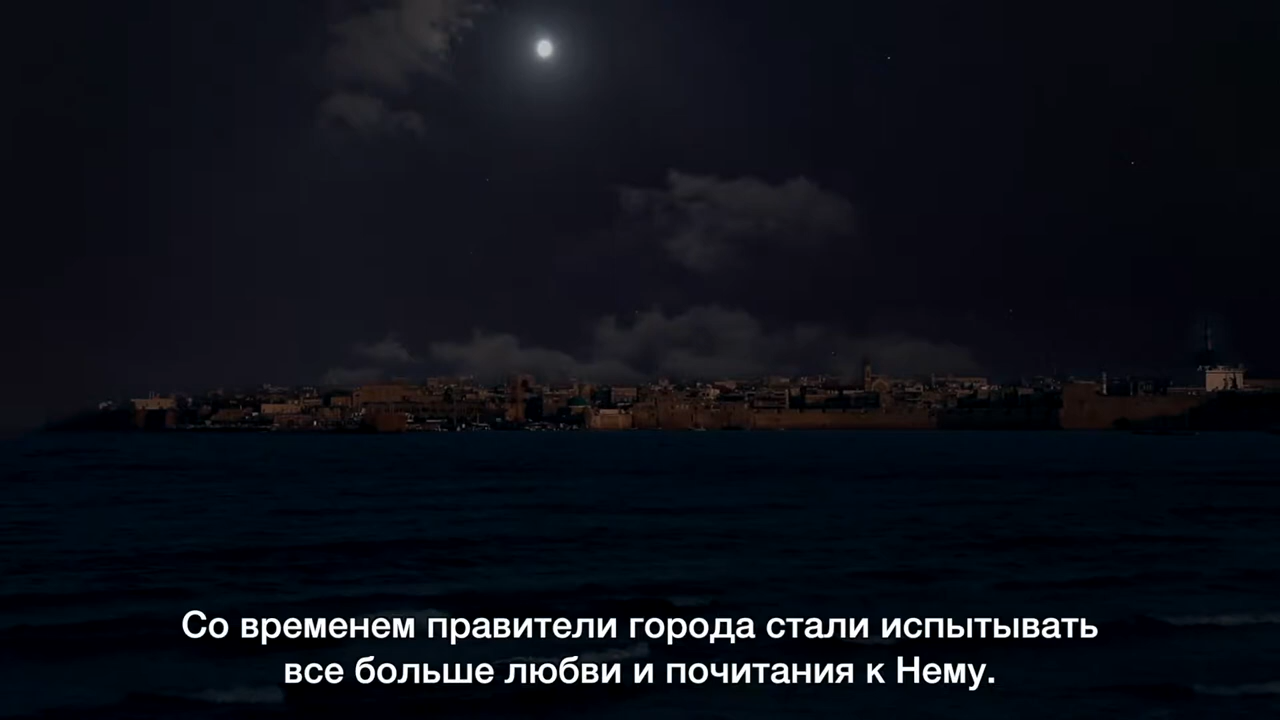 Со временем правители города стали испытывать
все больше любви и почитания к Нему.